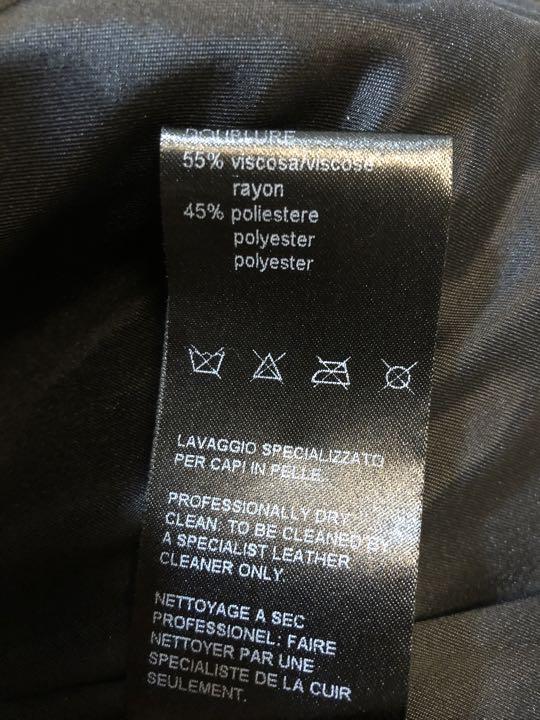 DOUBLURE
55% viscosa/viscose
rayon
45% poliestere
polyester
polyester
LAVAGGIO SPECIALIZZATO
PER CAPI IN PELLE.
PROFESSIONALLY DRY
CLEAN. TO BE CLEANED BY
A SPECIALIST LEATHER
CLEANER ONLY.
NETTOYAGE A SEC
PROFESSIONEL: FAIRE
NETTOYER PAR UNE
SPECIALISTE DE LA CUIR
SEULEMENT.